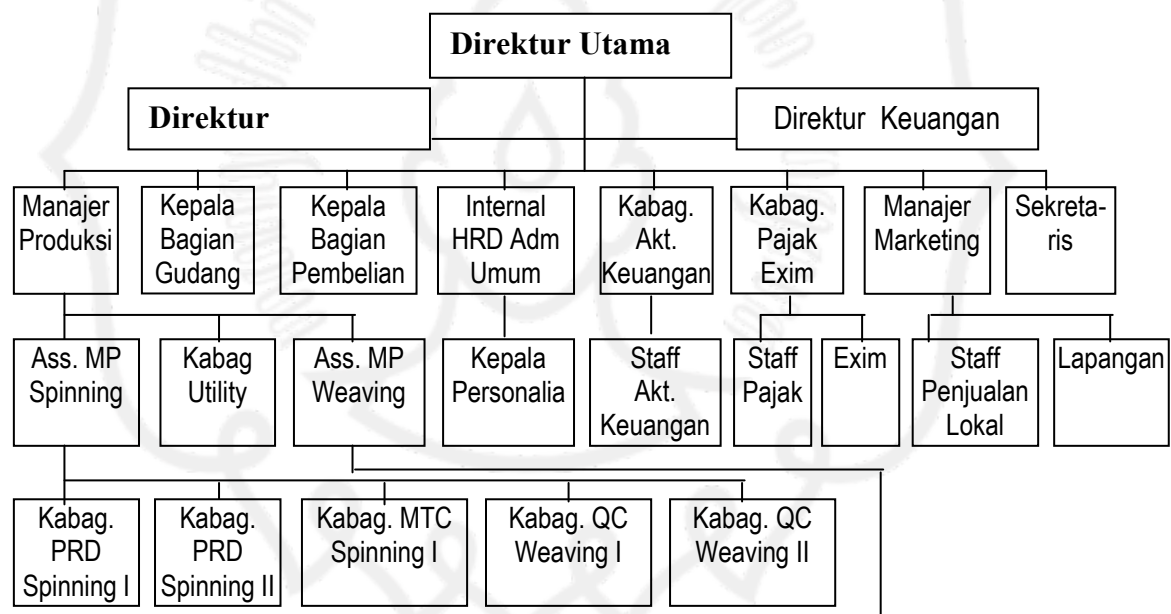 Direktur Utama
Direktur
Direktur Keuangan
Manajer
Produksi
Kepala
Bagian
Gudang
Kepala
Bagian
Pembelian
Internal
HRD Adm
Umum
Kabag.
Akt.
Keuangan
Kabag.
Pajak
Exim
Manajer
Marketing
Sekreta-
ris
Ass. MP
Spinning
Kabag
Utility
Ass. MP
Weaving
Kepala
Personalia
Staff
Akt.
Keuangan
Staff
Pajak
Exim
Staff
Penjualan
Lokal
Lapangan
Kabag.
PRD
Spinning I
Kabag.
PRD
Spinning II
Kabag. MTC
Spinning I
Kabag. QC
Weaving I
Kabag. QC
Weaving II